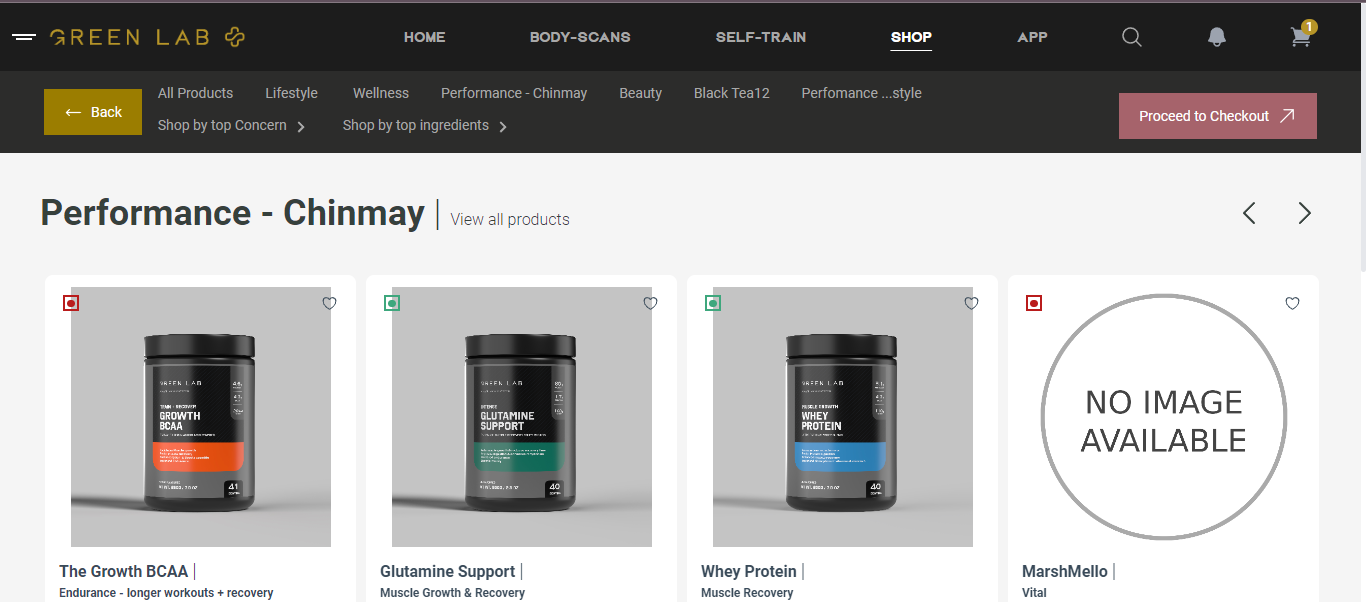 GREEN LAB
HOME
BODY-SCANS
SELF-TRAIN
SHOP
APP
1
Back
All Products
Lifestyle
Wellness
Performance - Chinmay
Beauty
Black Tea12
Perfomance ...style
Shop by top Concern
Shop by top ingredients
Proceed to Checkout
Performance - Chinmay | View all products
GREEN LAB
GROWTH
BCAA
41
GREEN LAB
INTENSE
GLUTAMINE
SUPPORT
40
GREEN LAB
MUSCLE GROWTH
WHEY
PROTEIN
40
NO IMAGE
AVAILABLE
The Growth BCAA |
Endurance - longer workouts + recovery
Glutamine Support |
Muscle Growth & Recovery
Whey Protein |
Muscle Recovery
MarshMello |
Vital